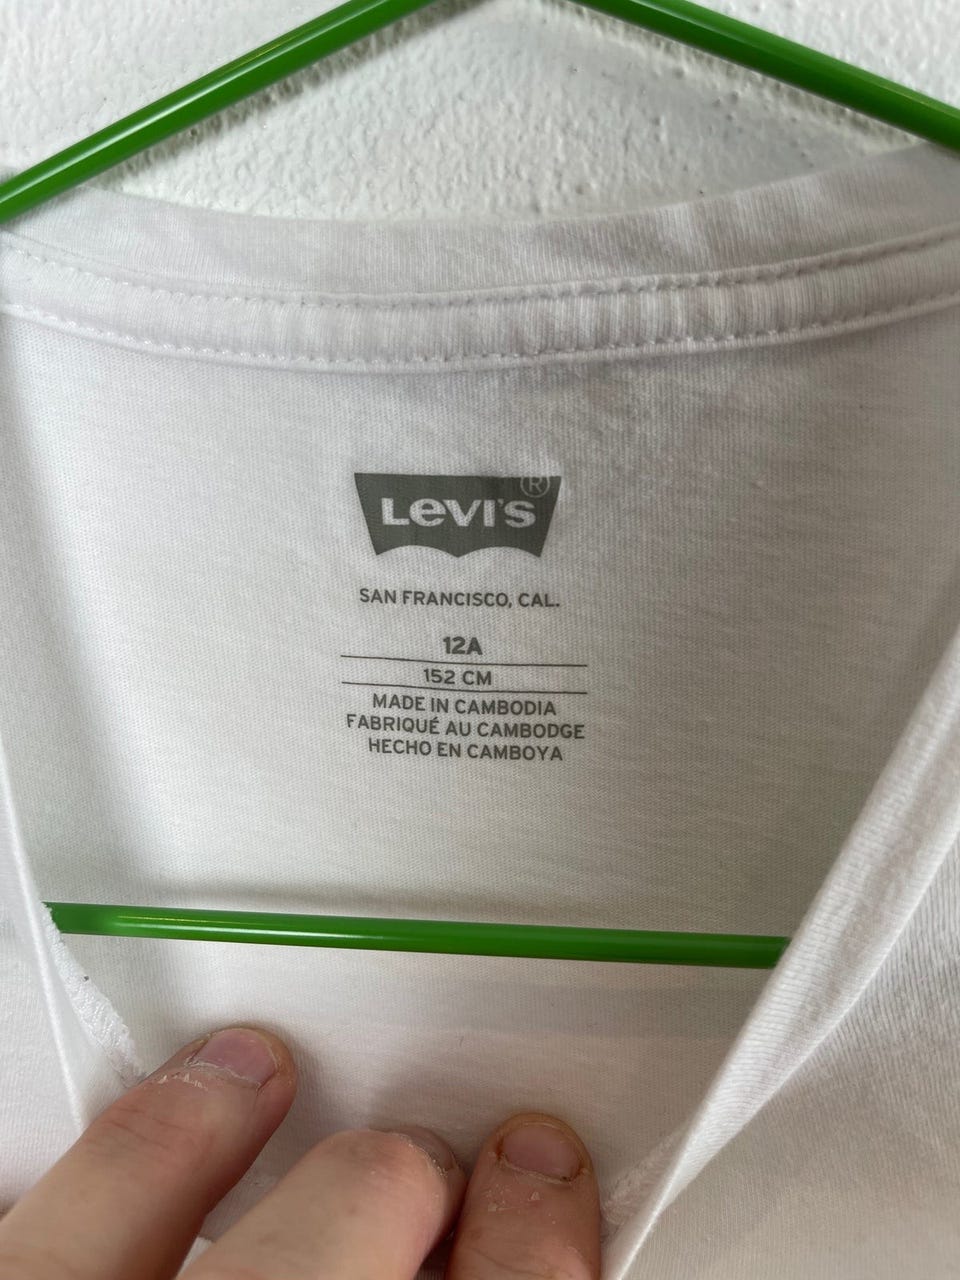 LEVI'S®
SAN FRANCISCO, CAL.
12A
152 CM
MADE IN CAMBODIA
FABRIQUÉ AU CAMBODGE
HECHO EN CAMBOYA